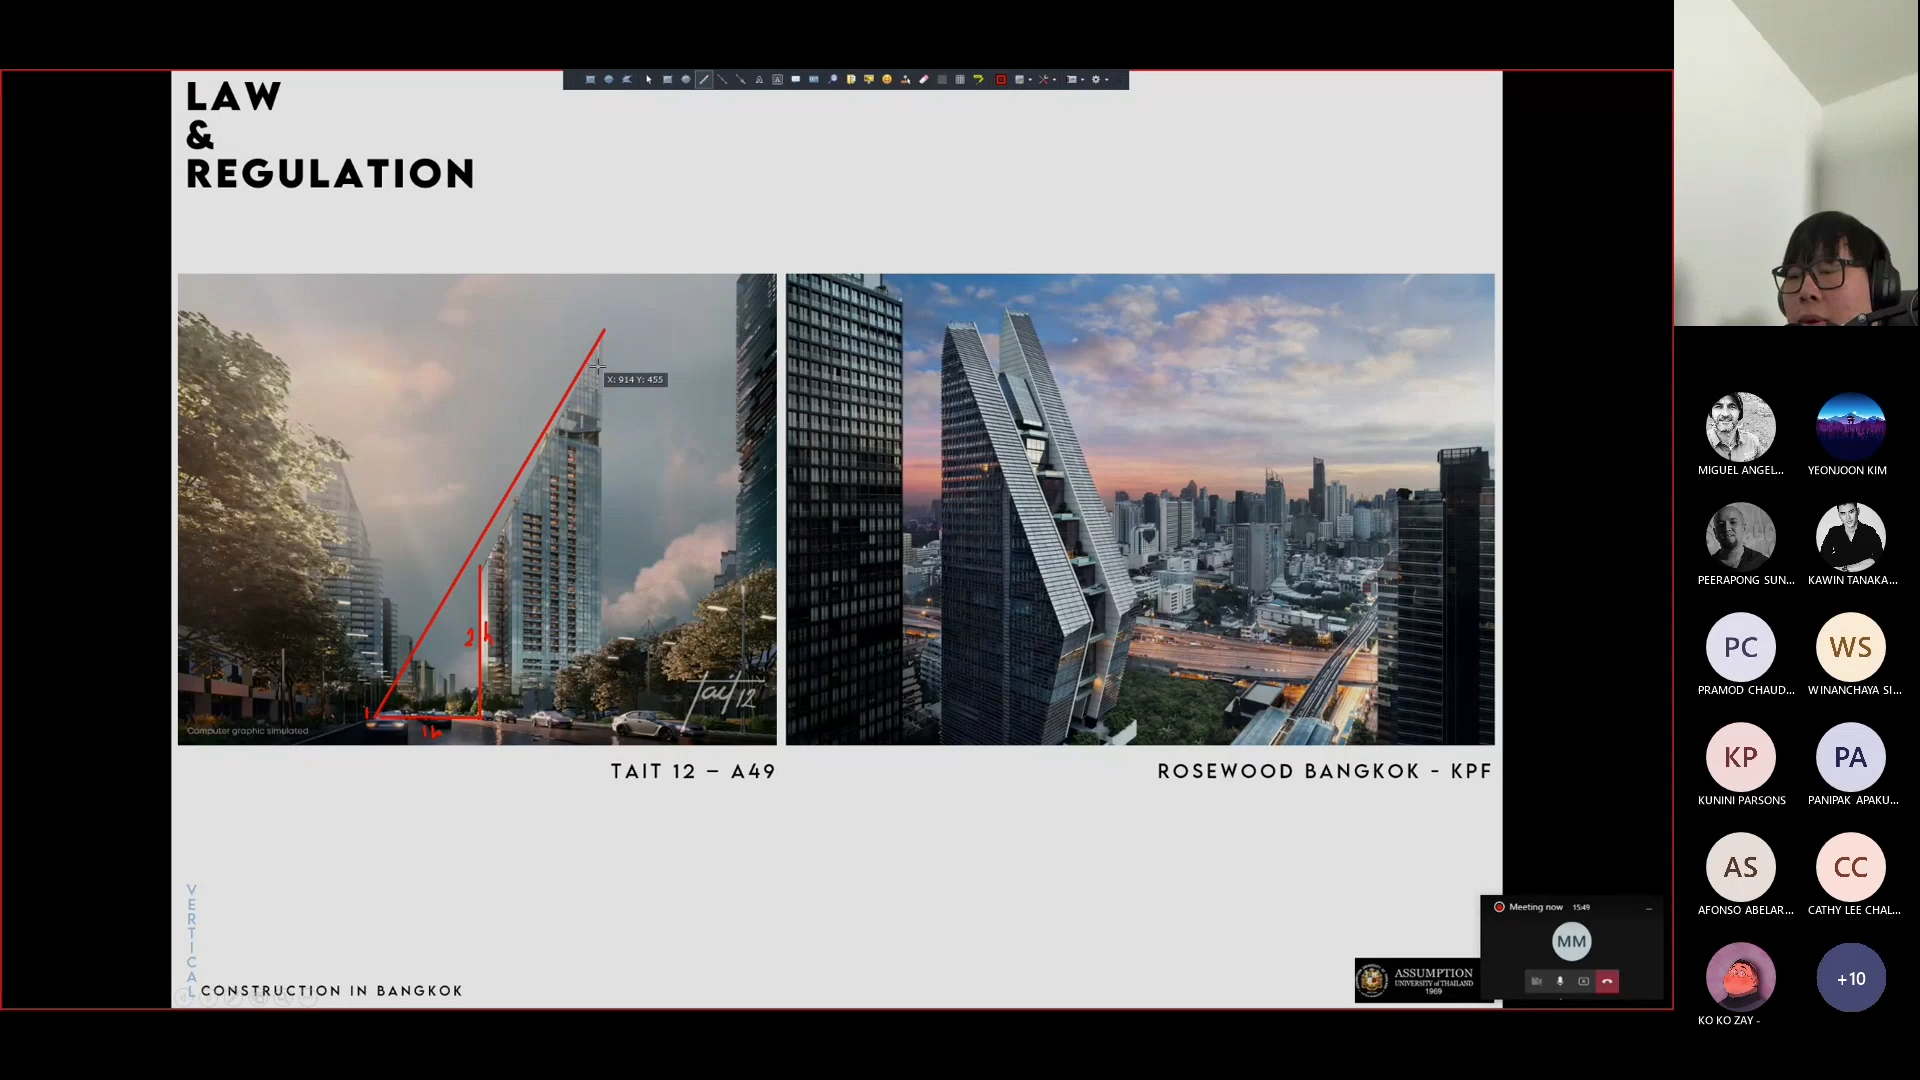 LAW
&
REGULATION
X: 914 Y: 455
2h
1h
tait 12
Computer graphic simulated
TAIT 12 – A49
ROSEWOOD BANGKOK - KPF
VERTICAL
CONSTRUCTION IN BANGKOK
ASSUMPTION
UNIVERSITY of THAILAND
1969
Meeting now 15:49
MM
MIGUEL ANGEL...
YEONJOON KIM
PEERAPONG SUN...
KAWIN TANAKA...
PC
WS
PRAMOD CHAUD...
WINANCHAYA SI...
KP
PA
KUNINI PARSONS
PANIPAK APAKU...
AS
CC
AFONSO ABELAR...
CATHY LEE CHAL...
+10
KO KO ZAY -